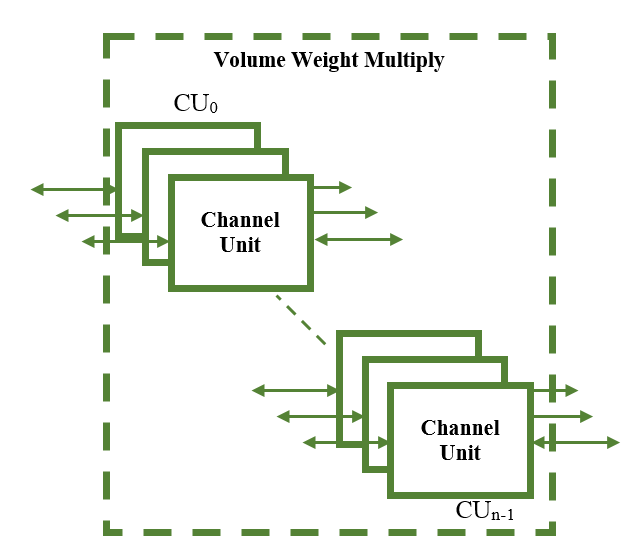 Volume Weight Multiply
CU₀
Channel
Unit
Channel
Unit
CUₙ₋₁